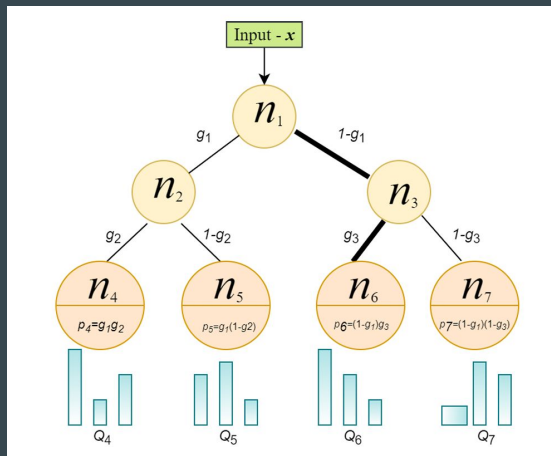 Input - x
n₁
g₁
1-g₁
n₂
n₃
g₂
1-g₂
g₃
1-g₃
n₄
n₅
n₆
n₇
p₄=g₁g₂
p₅=g₁(1-g2)
p6=(1-g₁)g₃
p7=(1-g₁)(1-g₃)
Q₄
Q₅
Q₆
Q₇